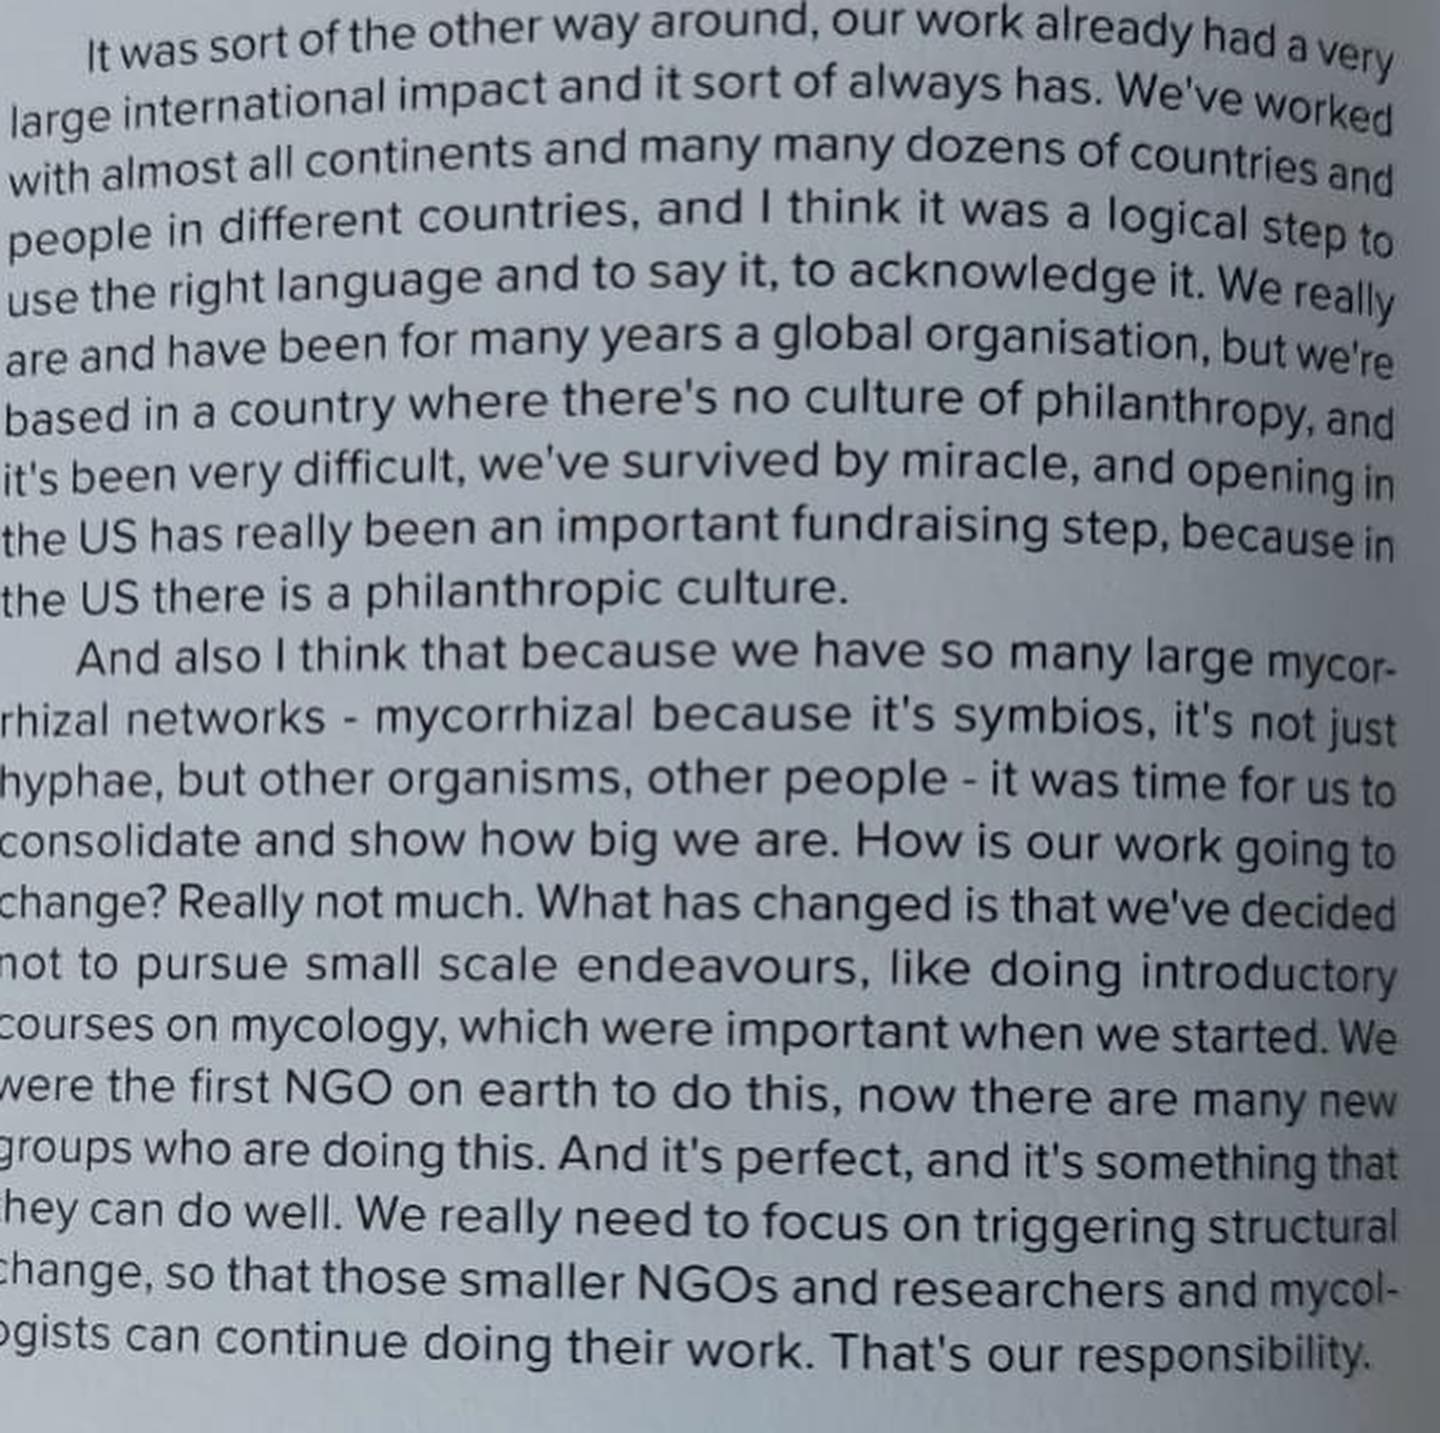 It was sort of the other way around, our work already had a very
large international impact and it sort of always has. We've worked
with almost all continents and many many dozens of countries and
people in different countries, and I think it was a logical step to
use the right language and to say it, to acknowledge it. We really
are and have been for many years a global organisation, but we're
based in a country where there's no culture of philanthropy, and
it's been very difficult, we've survived by miracle, and opening in
the US has really been an important fundraising step, because in
the US there is a philanthropic culture.
And also I think that because we have so many large mycor-
rhizal networks - mycorrhizal because it's symbios, it's not just
hyphae, but other organisms, other people - it was time for us to
consolidate and show how big we are. How is our work going to
change? Really not much. What has changed is that we've decided
not to pursue small scale endeavours, like doing introductory
courses on mycology, which were important when we started. We
were the first NGO on earth to do this, now there are many new
groups who are doing this. And it's perfect, and it's something that
they can do well. We really need to focus on triggering structural
change, so that those smaller NGOs and researchers and mycol-
ogists can continue doing their work. That's our responsibility.